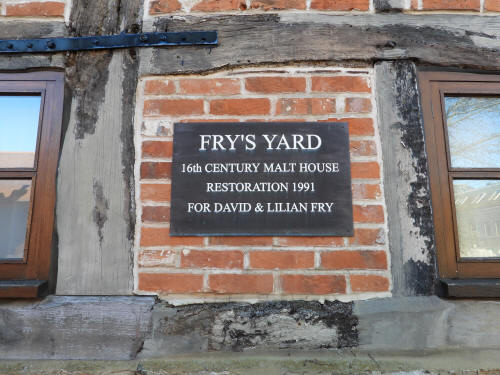 FRY'S YARD
16th CENTURY MALT HOUSE
RESTORATION 1991
FOR DAVID & LILIAN FRY